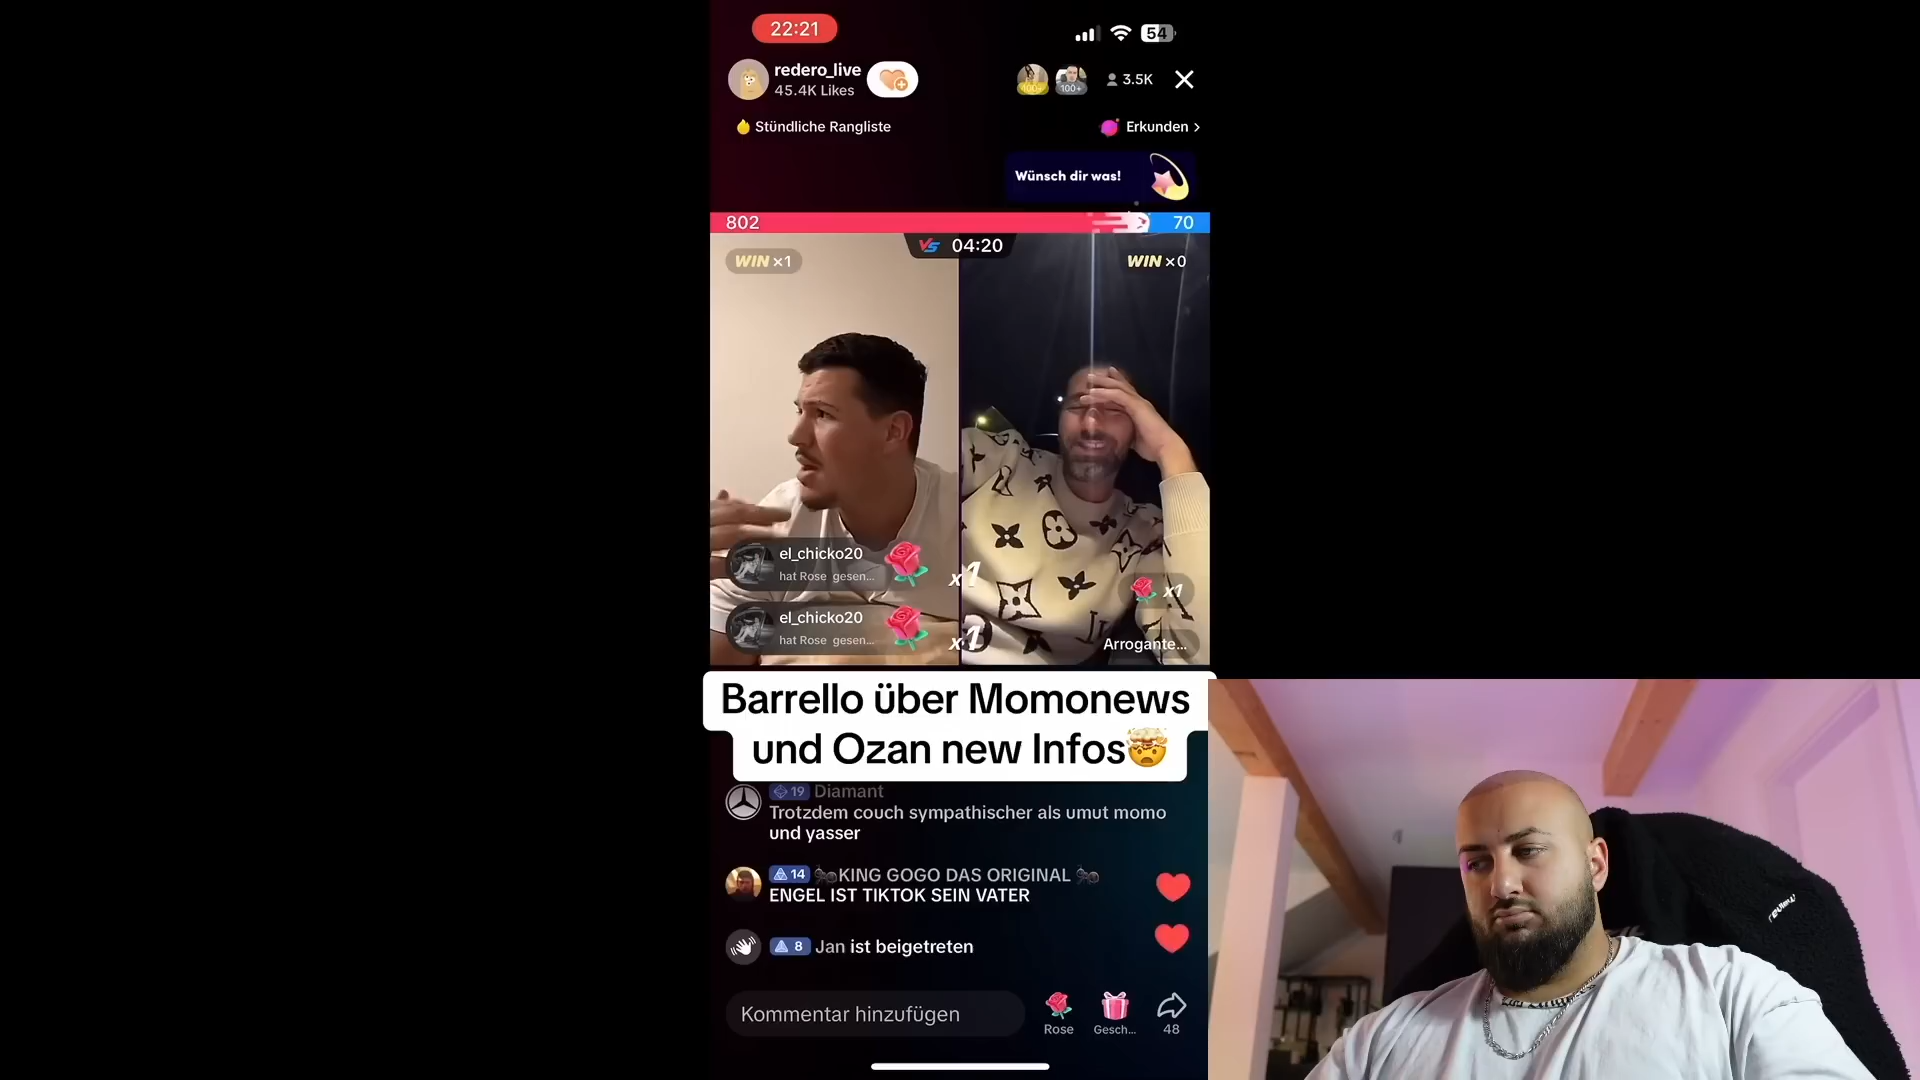 22:21
54
redero_live
45.4K Likes
100+
100+
3.5K
Stündliche Rangliste
Erkunden >
Wünsch dir was!
802
70
VS 04:20
WIN x1
WIN x0
el_chicko20
hat Rose gesen...
x1
el_chicko20
hat Rose gesen...
x1
x1
Arrogante...
Barrello über Momonews
und Ozan new Infos🤯
19 Diamant
Trotzdem couch sympathischer als umut momo
und yasser
14 🐜KING GOGO DAS ORIGINAL 🐜
ENGEL IST TIKTOK SEIN VATER
8 Jan ist beigetreten
Kommentar hinzufügen
Rose
Gesch...
48